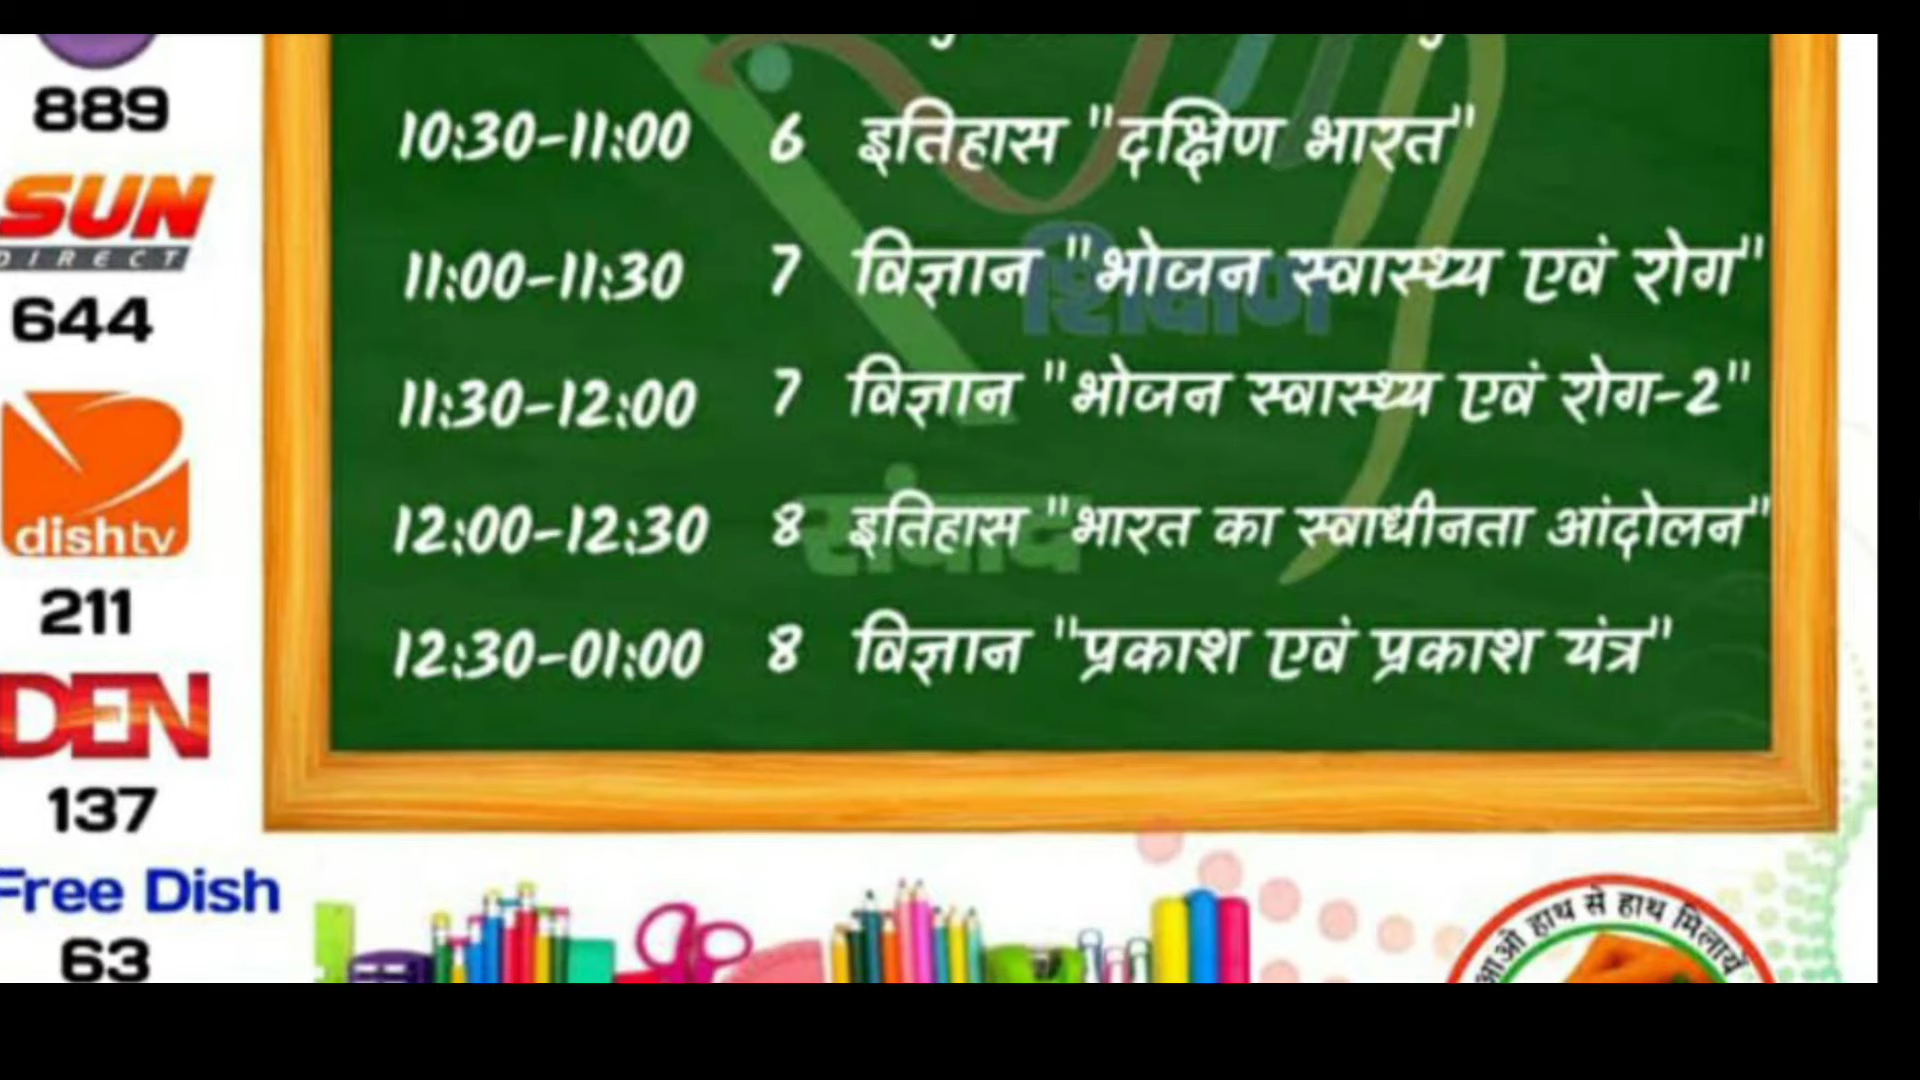 889
SUN
DIRECT
644
dishtv
211
DEN
137
Free Dish
63
10:30-11:00 6 इतिहास "दक्षिण भारत"
11:00-11:30 7 विज्ञान "भोजन स्वास्थ्य एवं रोग"
11:30-12:00 7 विज्ञान "भोजन स्वास्थ्य एवं रोग-2"
12:00-12:30 8 इतिहास "भारत का स्वाधीनता आंदोलन"
12:30-01:00 8 विज्ञान "प्रकाश एवं प्रकाश यंत्र"
शिक्षण
संवाद
आओ हाथ से हाथ मिलायें